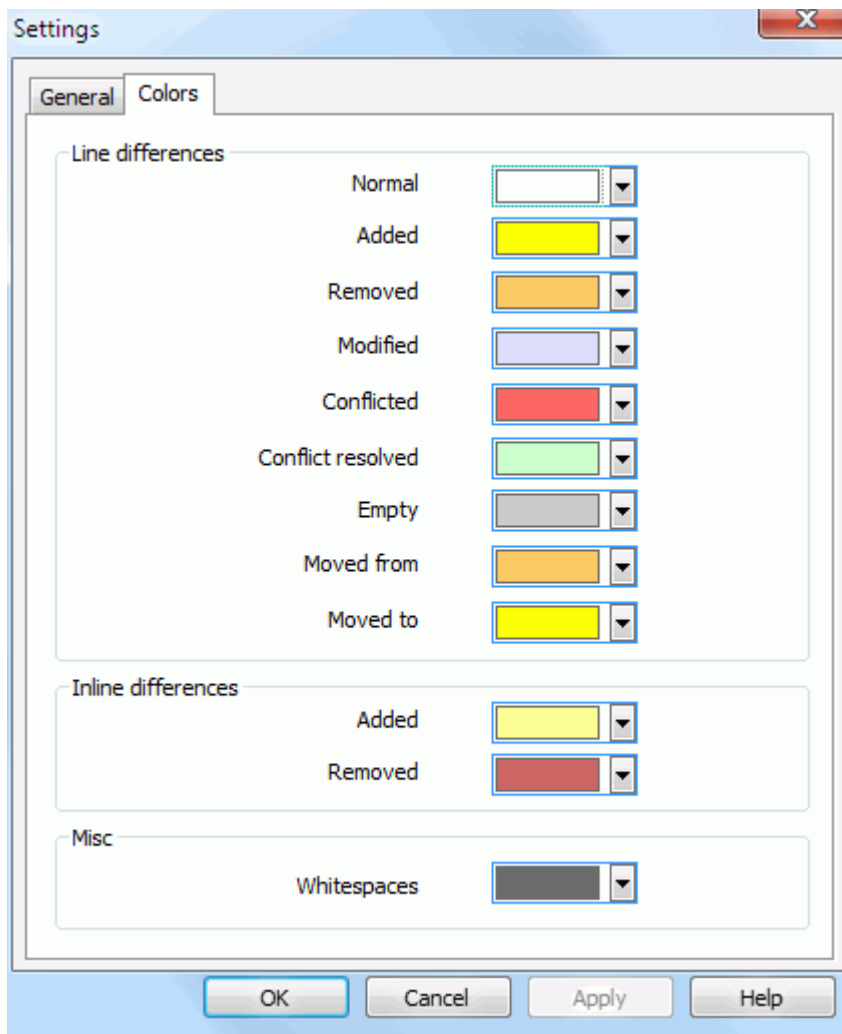 Settings
General
Colors
Line differences
Normal
Added
Removed
Modified
Conflicted
Conflict resolved
Empty
Moved from
Moved to
Inline differences
Added
Removed
Misc
Whitespaces
OK
Cancel
Apply
Help